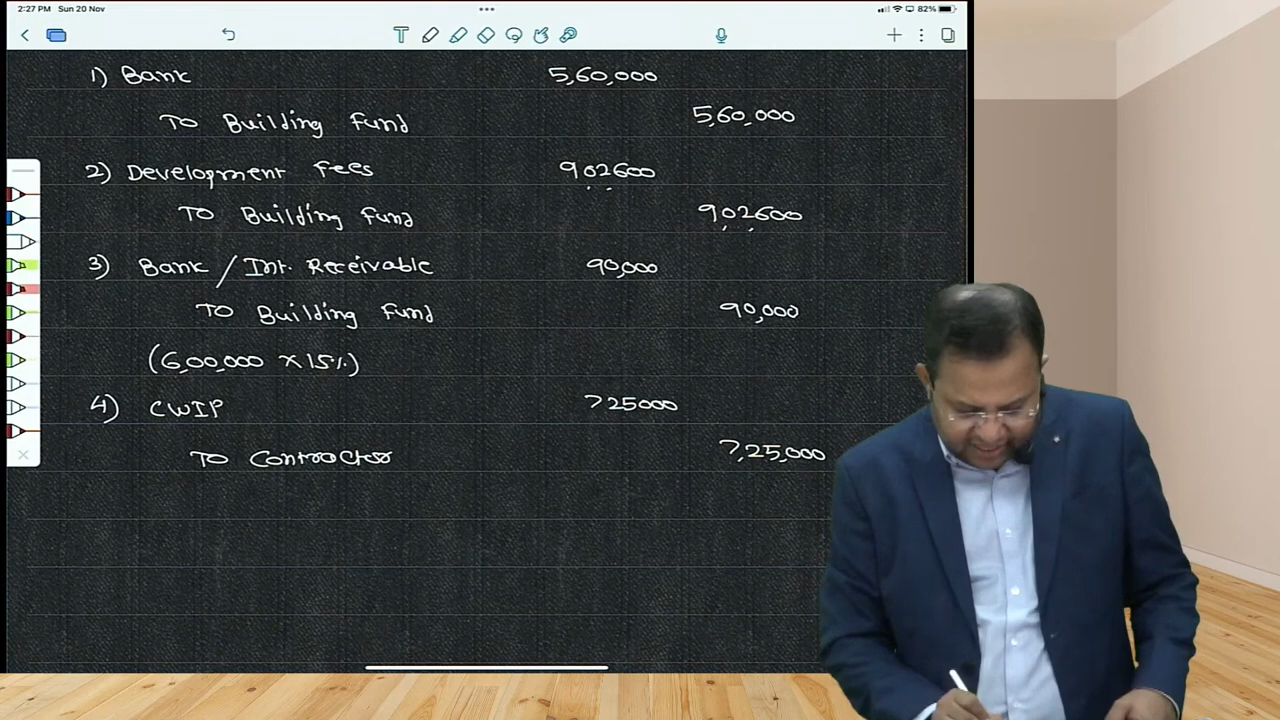 2:27 PM Sun 20 Nov
82%
1) Bank 5,60,000
To Building Fund 5,60,000
2) Development Fees 902600
To Building Fund 902600
3) Bank / Int. Receivable 90,000
To Building Fund 90,000
(6,00,000 X 15%)
4) CWIP 725000
To Contractor 7,25,000